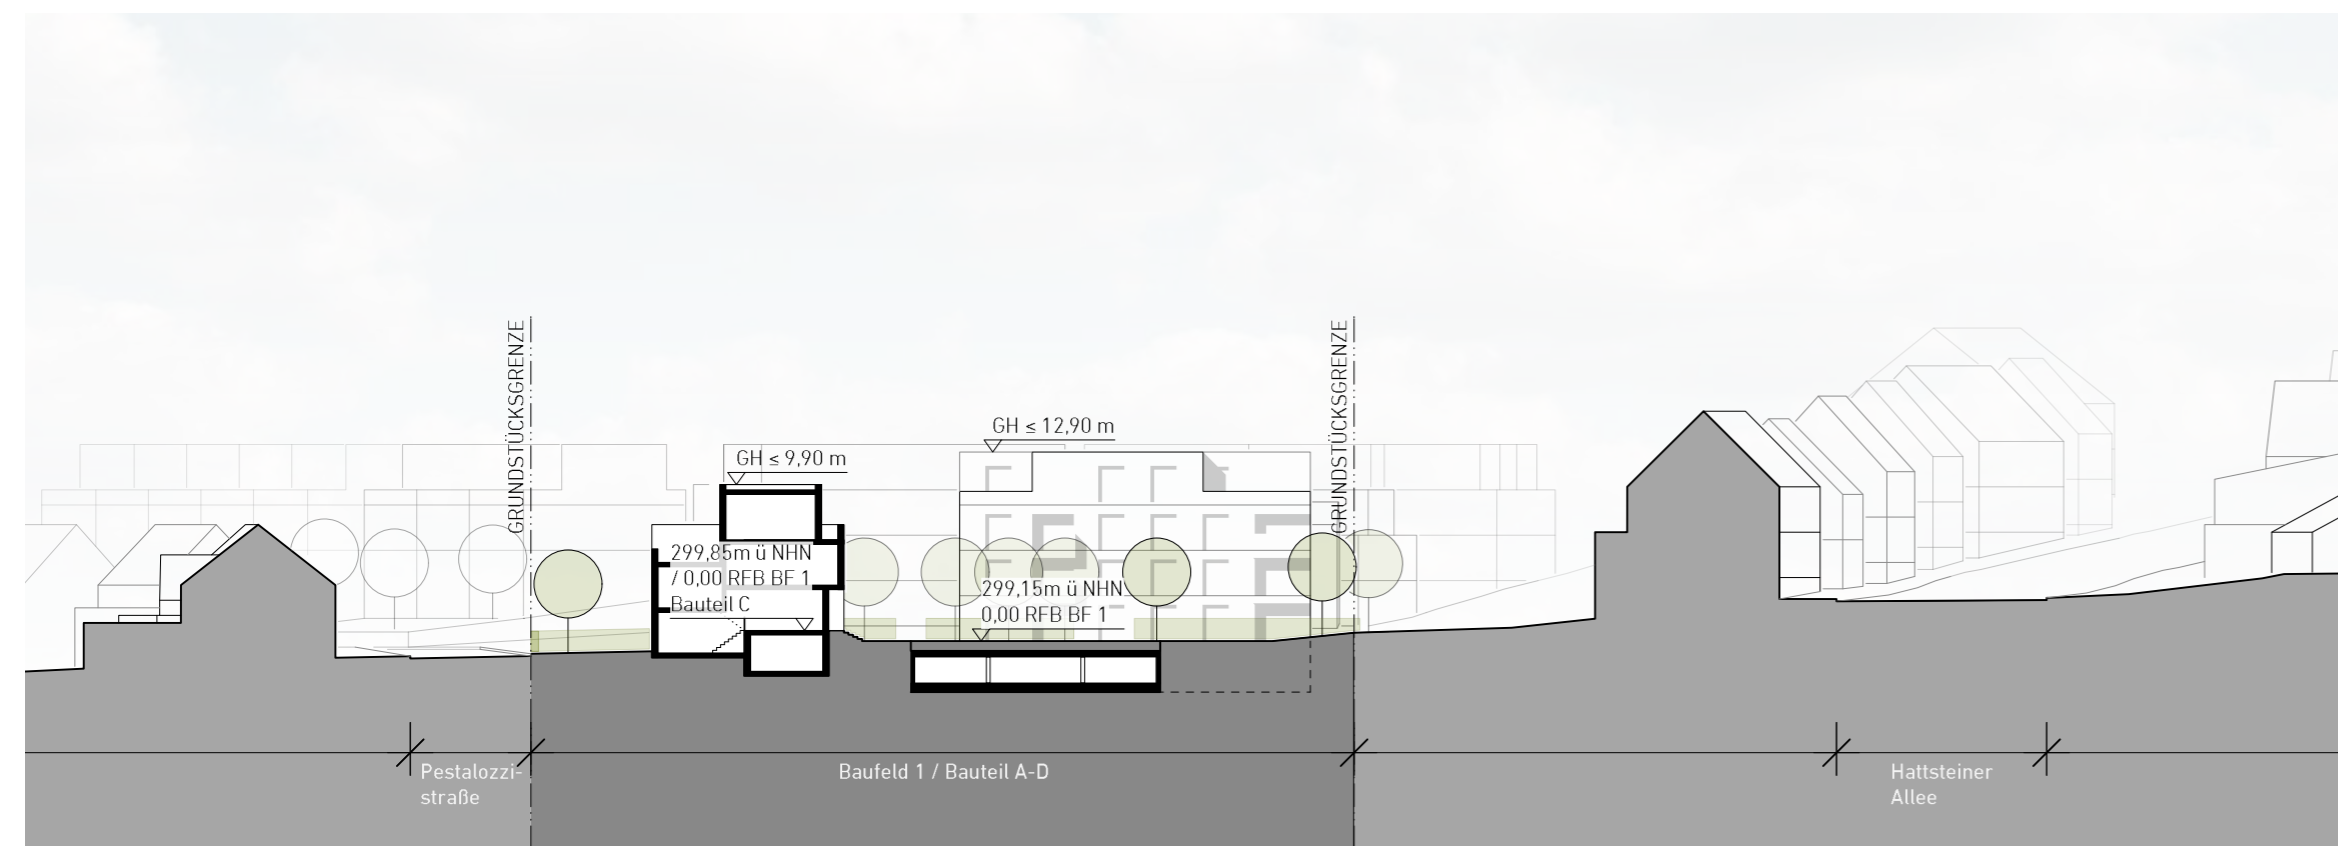 GRUNDSTÜCKSGRENZE
GRUNDSTÜCKSGRENZE
GH ≤ 12,90 m
GH ≤ 9,90 m
299,85m ü NHN
/ 0,00 RFB BF 1
Bauteil C
299,15m ü NHN
0,00 RFB BF 1
Pestalozzi-
straße
Baufeld 1 / Bauteil A-D
Hattsteiner
Allee